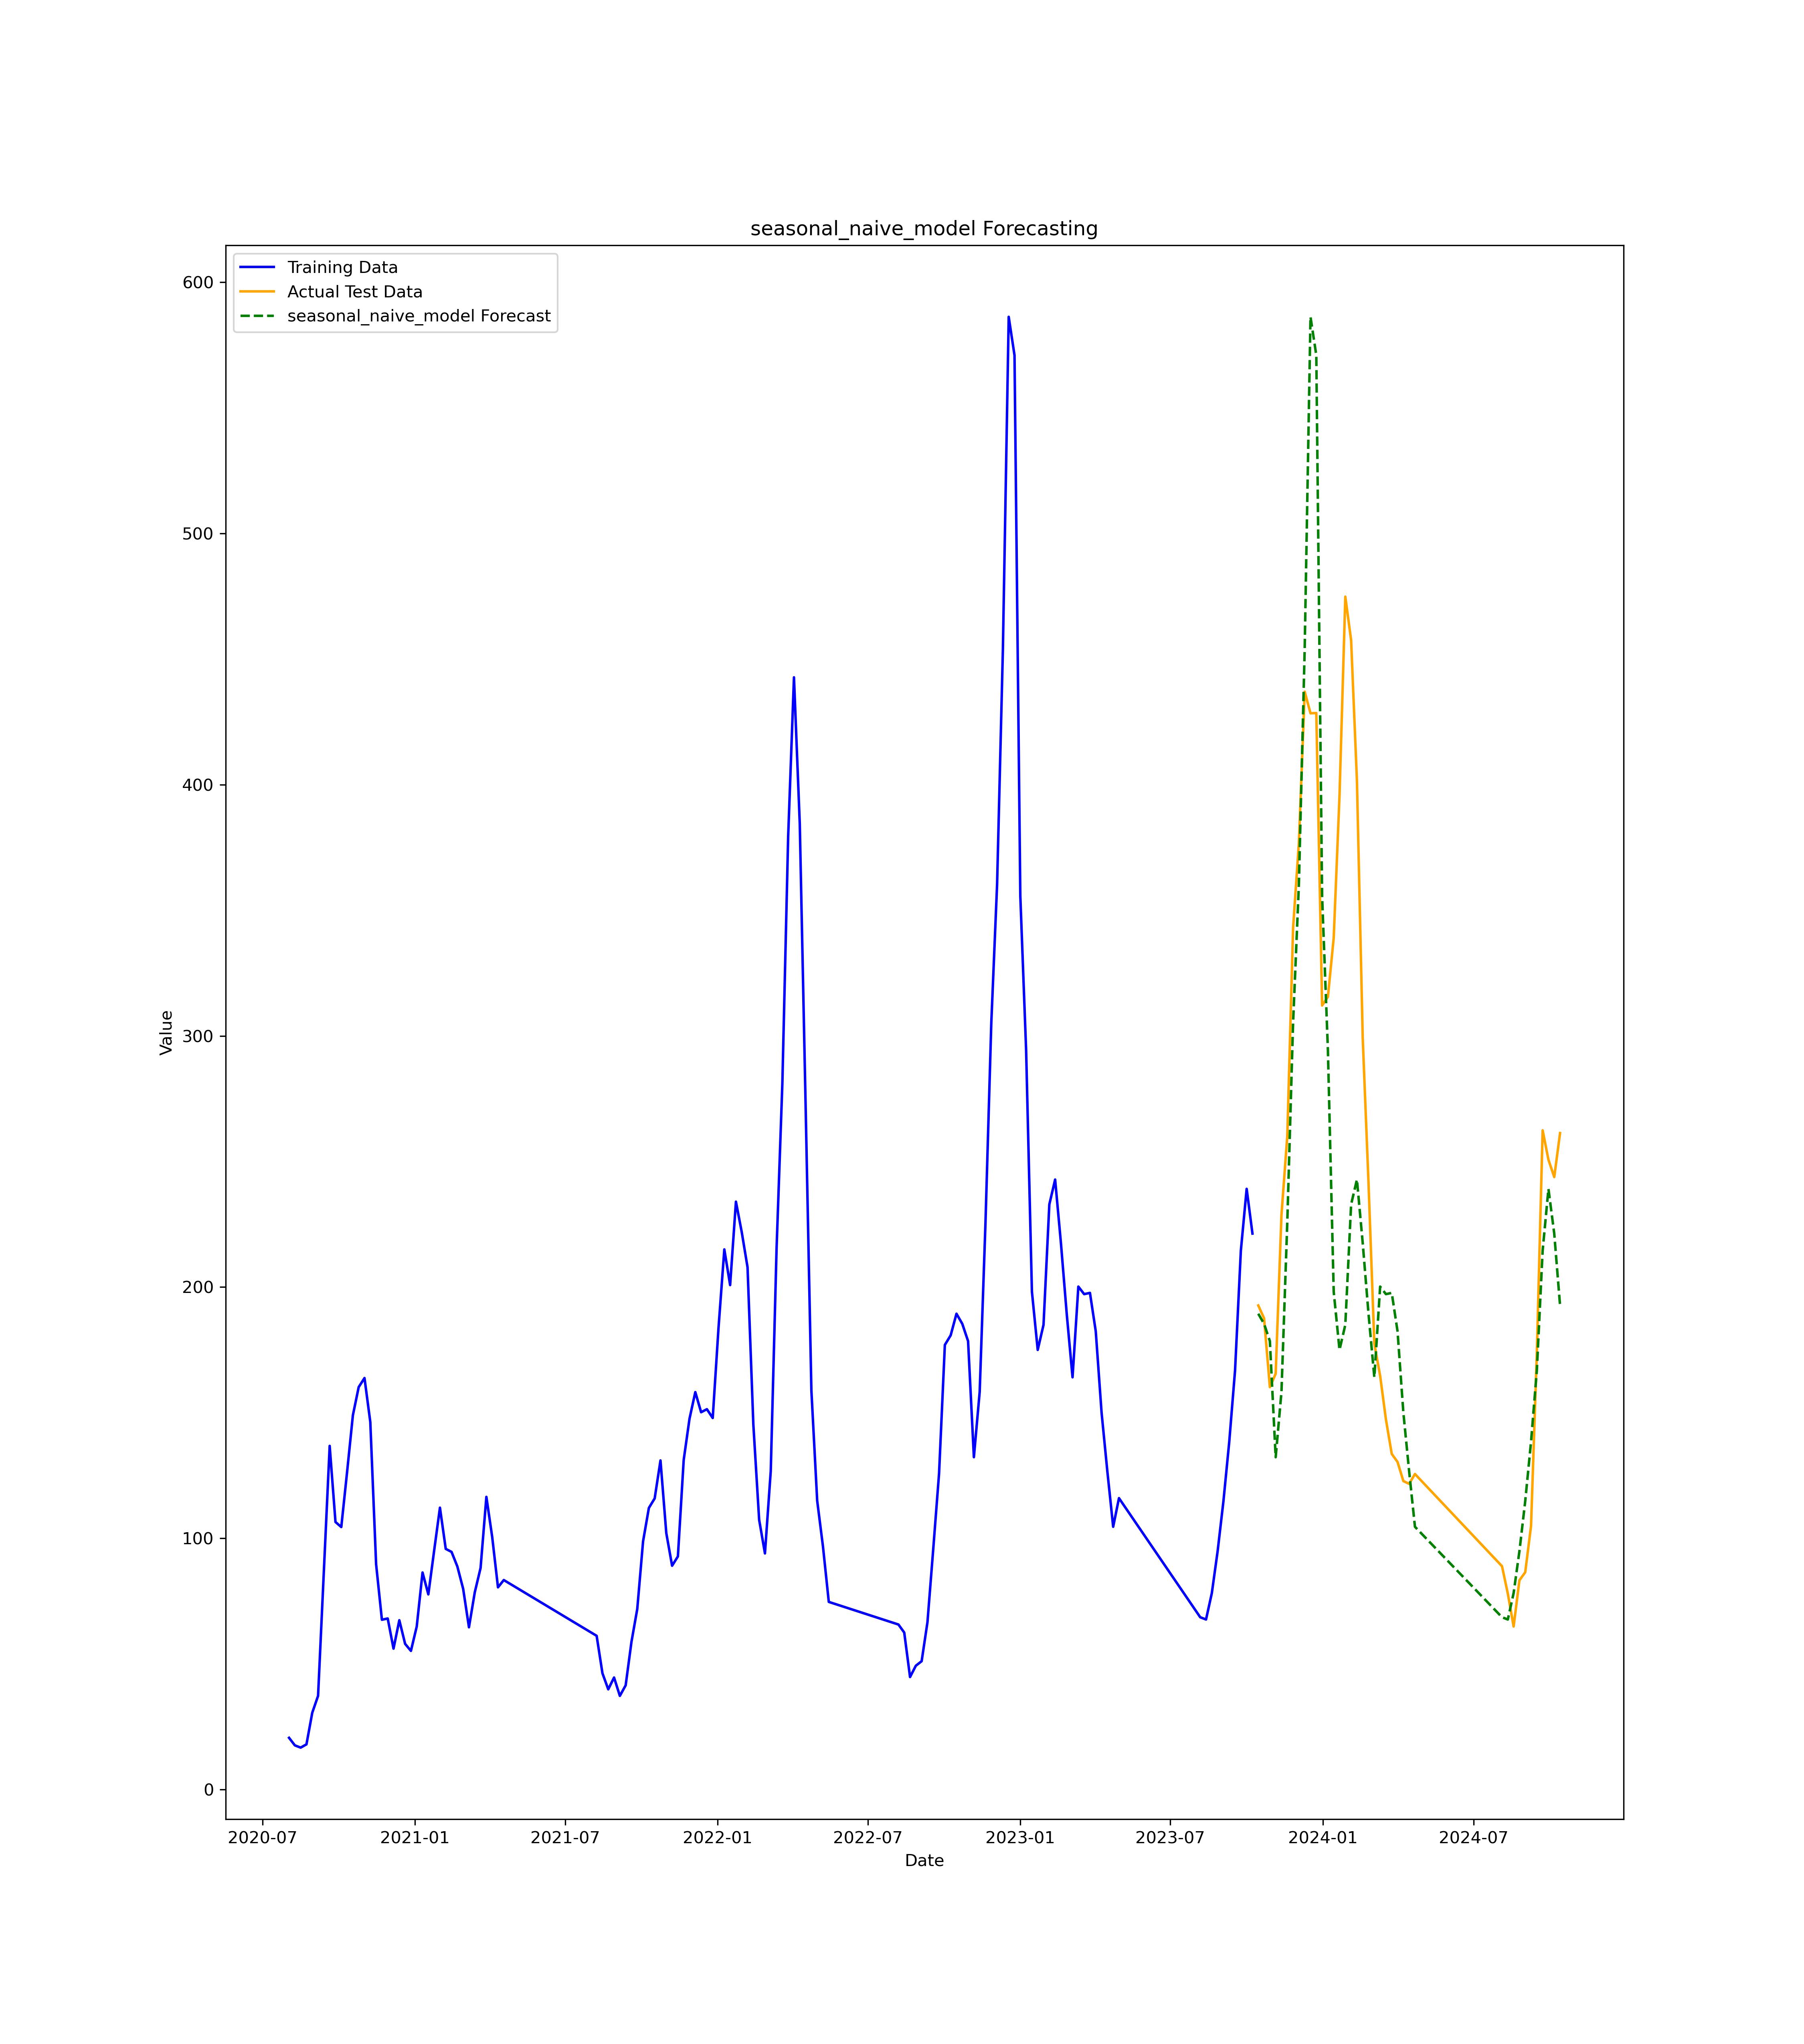 seasonal_naive_model Forecasting
Training Data
Actual Test Data
seasonal_naive_model Forecast
600
500
400
300
200
100
0
Value
2020-07 2021-01 2021-07 2022-01 2022-07 2023-01 2023-07 2024-01 2024-07
Date